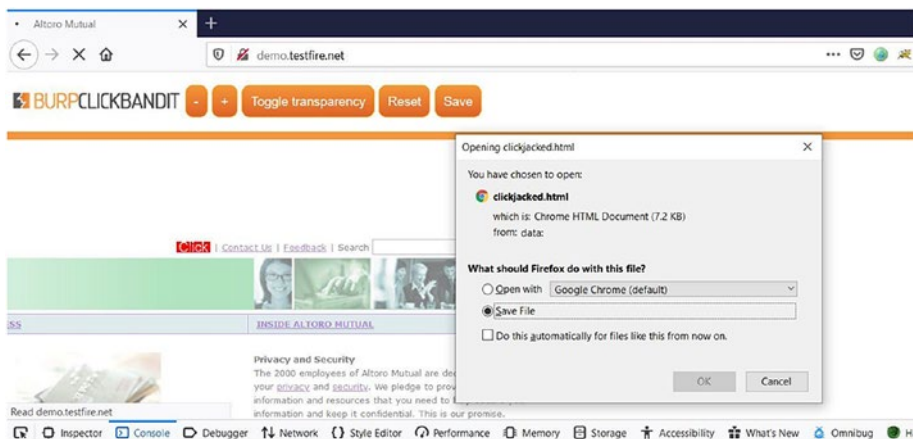 Altoro Mutual
demo.testfire.net
BURPCLICKBANDIT - + Toggle transparency Reset Save
Opening clickjacked.html
You have chosen to open:
clickjacked.html
which is: Chrome HTML Document (7.2 KB)
from: data:
What should Firefox do with this file?
Open with Google Chrome (default)
Save File
Do this automatically for files like this from now on.
OK Cancel
Click | Contact Us | Feedback | Search
SS INSIDE ALTORO MUTUAL
Privacy and Security
The 2000 employees of Altoro Mutual are de
your privacy and security. We pledge to prov
information and resources that you need to
information and keep it confidential. This is our promise.
Read demo.testfire.net
Inspector Console Debugger Network {} Style Editor Performance Memory Storage Accessibility What's New Omnibug H